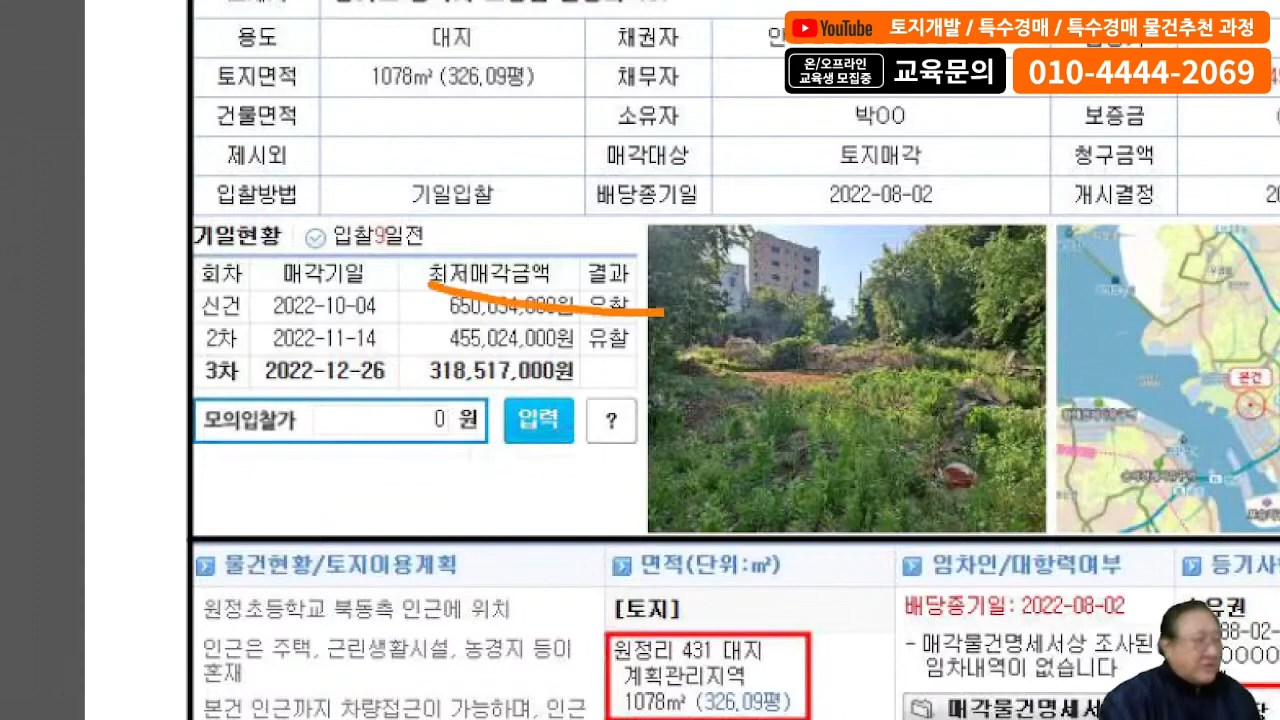 YouTube 토지개발 / 특수경매 / 특수경매 물건추천 과정
온/오프라인
교육생 모집중
교육문의
010-4444-2069
용도 대지 채권자
토지면적 1078㎡ (326.09평) 채무자
건물면적 소유자 박OO 보증금
제시외 매각대상 토지매각 청구금액
입찰방법 기일입찰 배당종기일 2022-08-02 개시결정
기일현황 입찰9일전
회차 매각기일 최저매각금액 결과
신건 2022-10-04 유찰
2차 2022-11-14 455,024,000원 유찰
3차 2022-12-26 318,517,000원
모의입찰가 0 원 입력 ?
본건
물건현황/토지이용계획
원정초등학교 북동측 인근에 위치
인근은 주택, 근린생활시설, 농경지 등이
혼재
본건 인근까지 차량접근이 가능하며, 인근
면적(단위:㎡)
[토지]
원정리 431 대지
계획관리지역
1078㎡ (326.09평)
임차인/대항력여부
배당종기일: 2022-08-02
- 매각물건명세서상 조사된
임차내역이 없습니다
매각물건명세서